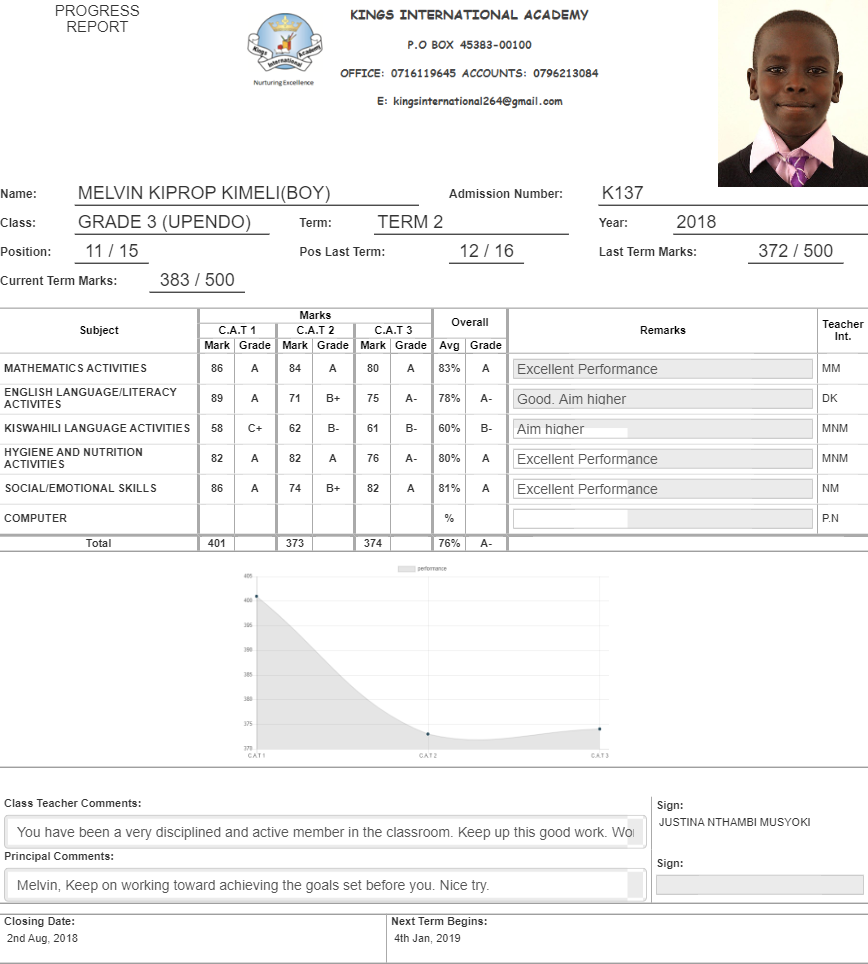 PROGRESS
REPORT
KINGS INTERNATIONAL ACADEMY
P.O BOX 45383-00100
OFFICE: 0716119645 ACCOUNTS: 0796213084
E: kingsinternational264@gmail.com
Kings International Academy
Nurturing Excellence
Name: MELVIN KIPROP KIMELI(BOY) Admission Number: K137
Class: GRADE 3 (UPENDO) Term: TERM 2 Year: 2018
Position: 11 / 15 Pos Last Term: 12 / 16 Last Term Marks: 372 / 500
Current Term Marks: 383 / 500
Subject Marks Overall Remarks Teacher Int.
C.A.T 1 C.A.T 2 C.A.T 3
Mark Grade Mark Grade Mark Grade Avg Grade
MATHEMATICS ACTIVITIES 86 A 84 A 80 A 83% A Excellent Performance MM
ENGLISH LANGUAGE/LITERACY ACTIVITES 89 A 71 B+ 75 A- 78% A- Good. Aim higher DK
KISWAHILI LANGUAGE ACTIVITIES 58 C+ 62 B- 61 B- 60% B- Aim higher MNM
HYGIENE AND NUTRITION ACTIVITIES 82 A 82 A 76 A- 80% A Excellent Performance MNM
SOCIAL/EMOTIONAL SKILLS 86 A 74 B+ 82 A 81% A Excellent Performance NM
COMPUTER % P.N
Total 401 373 374 76% A-
performance
405
400
395
390
385
380
375
370
C.A.T 1 C.A.T 2 C.A.T 3
Class Teacher Comments:
You have been a very disciplined and active member in the classroom. Keep up this good work.
Sign:
JUSTINA NTHAMBI MUSYOKI
Principal Comments:
Melvin, Keep on working toward achieving the goals set before you. Nice try.
Sign:
Closing Date:
2nd Aug, 2018
Next Term Begins:
4th Jan, 2019